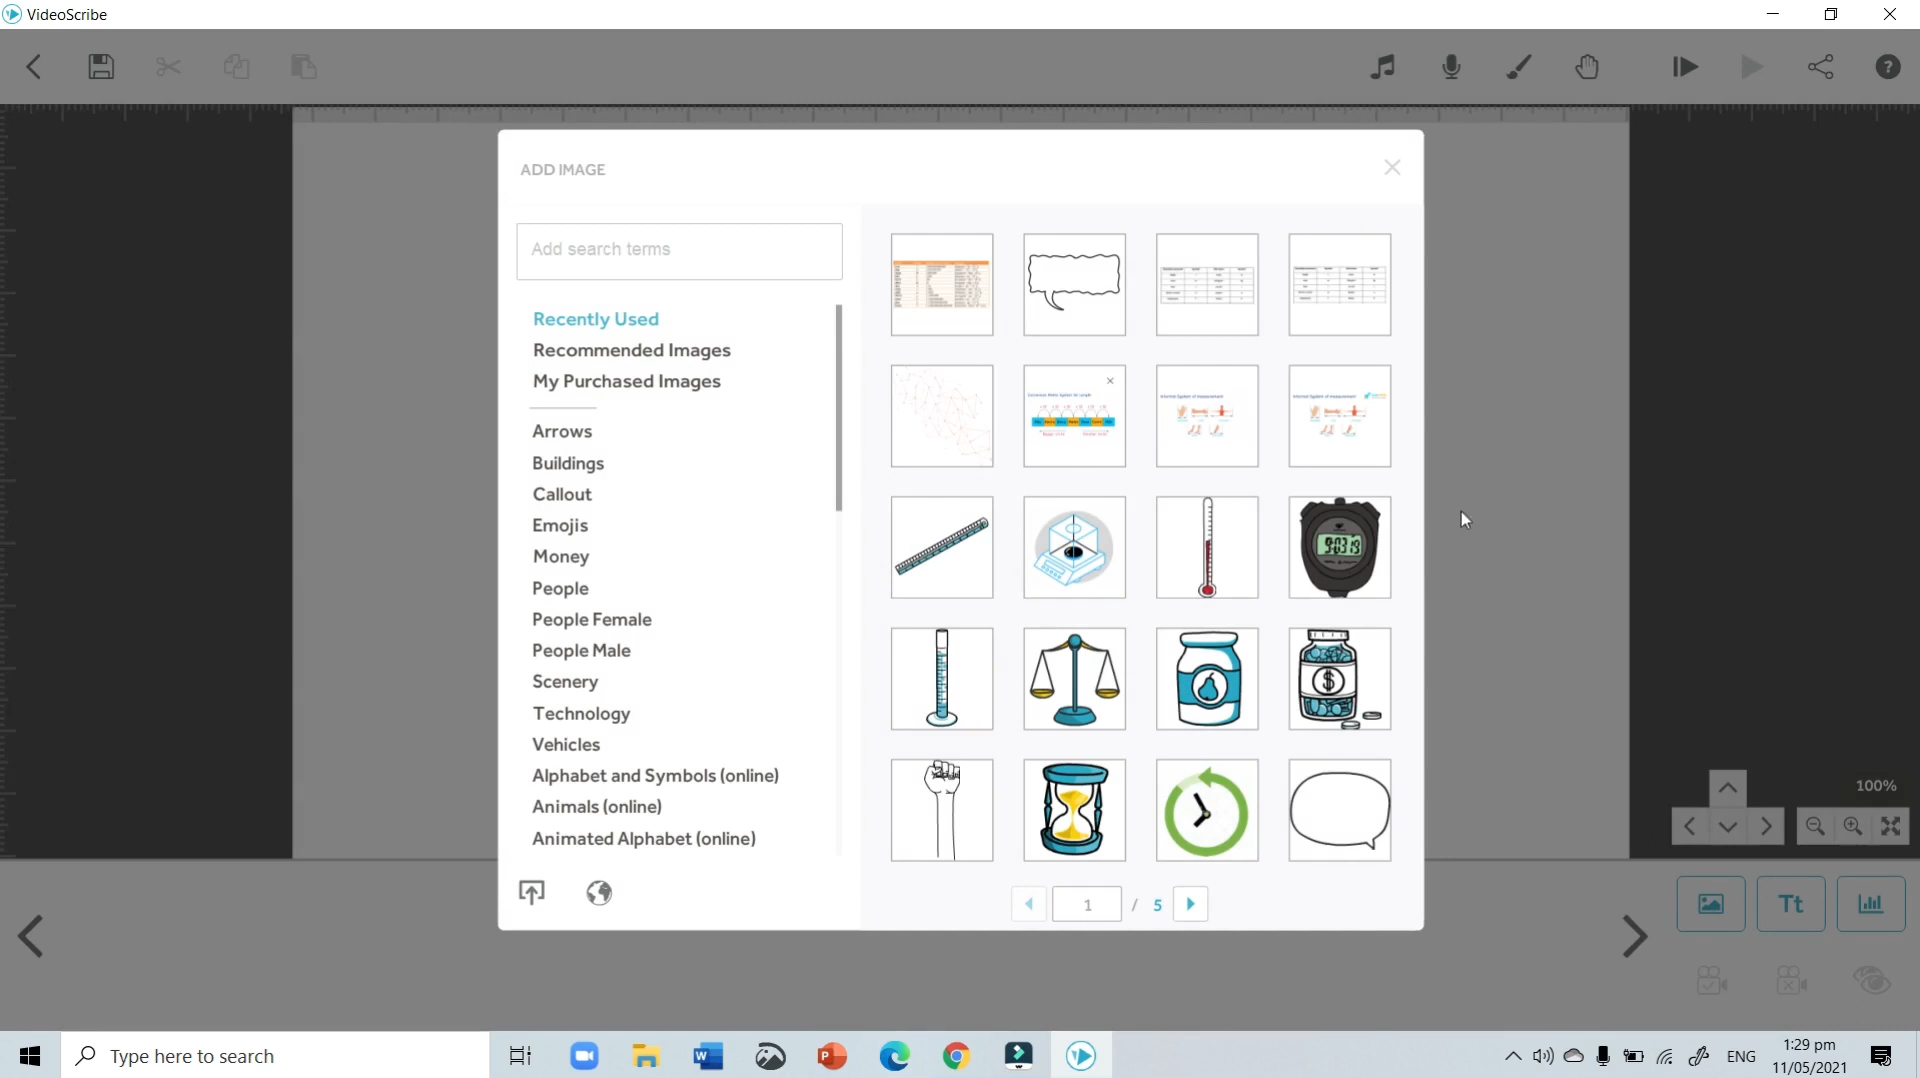 VideoScribe
ADD IMAGE
Add search terms
Recently Used
Recommended Images
My Purchased Images
Arrows
Buildings
Callout
Emojis
Money
People
People Female
People Male
Scenery
Technology
Vehicles
Alphabet and Symbols (online)
Animals (online)
Animated Alphabet (online)
1 / 5
100%
Tt
Type here to search
ENG
1:29 pm
11/05/2021